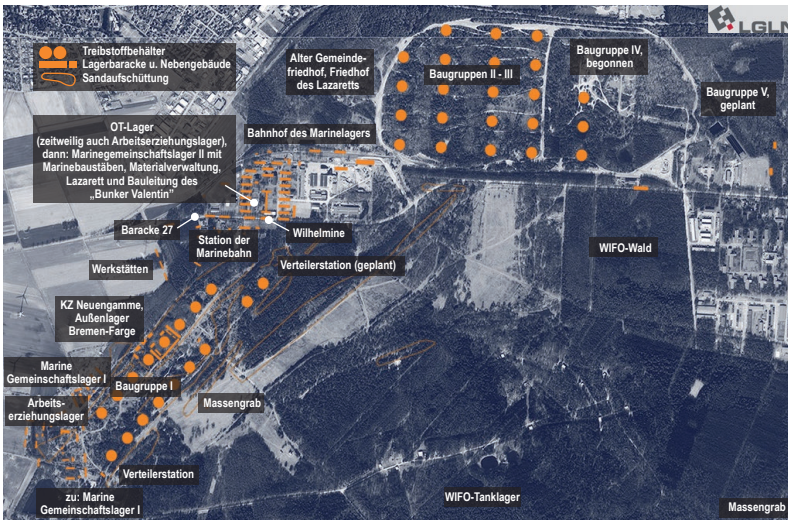 LGLN
Treibstoffbehälter
Lagerbaracke u. Nebengebäude
Sandaufschüttung
Alter Gemeinde-
friedhof, Friedhof
des Lazaretts
Baugruppen II - III
Baugruppe IV,
begonnen
Baugruppe V,
geplant
OT-Lager
(zeitweilig auch Arbeitserziehungslager),
dann: Marinegemeinschaftslager II mit
Marinebaustäben, Materialverwaltung,
Lazarett und Bauleitung des
„Bunker Valentin”
Bahnhof des Marinelagers
Baracke 27
Station der
Marinebahn
Wilhelmine
WIFO-Wald
Werkstätten
Verteilerstation (geplant)
KZ Neuengamme,
Außenlager
Bremen-Farge
Marine
Gemeinschaftslager I
Baugruppe I
Arbeits-
erziehungslager
Massengrab
Verteilerstation
zu: Marine
Gemeinschaftslager I
WIFO-Tanklager
Massengrab